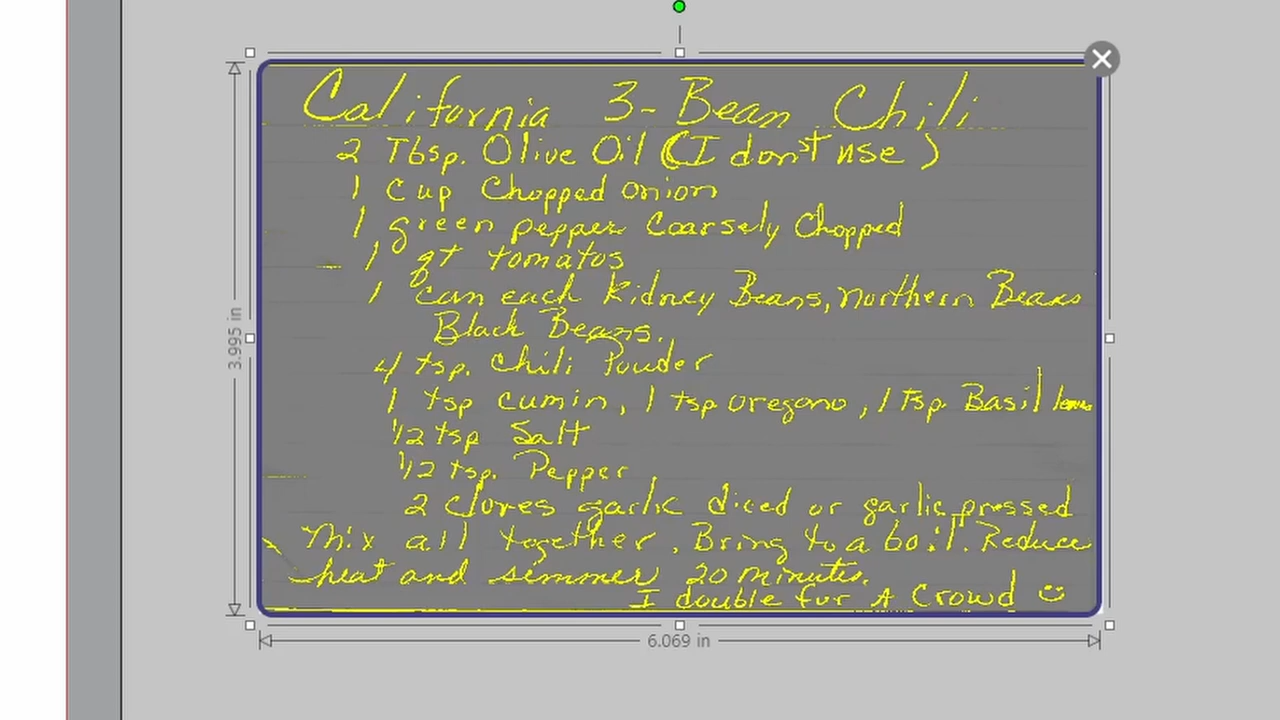 California 3-Bean Chili
2 Tbsp. Olive Oil (I don't use)
1 cup Chopped onion
1 green pepper Coarsely Chopped
1 qt tomatos
1 can each Kidney Beans, Northern Beans
Black Beans.
4 tsp. Chili Powder
1 tsp cumin, 1 tsp oregano, 1 Tsp Basil leaves
1/2 tsp Salt
1/2 tsp. Pepper
2 cloves garlic diced or garlic pressed
Mix all together. Bring to a boil. Reduce
heat and simmer 20 minutes.
I double for A Crowd ☺
3.995 in
6.069 in